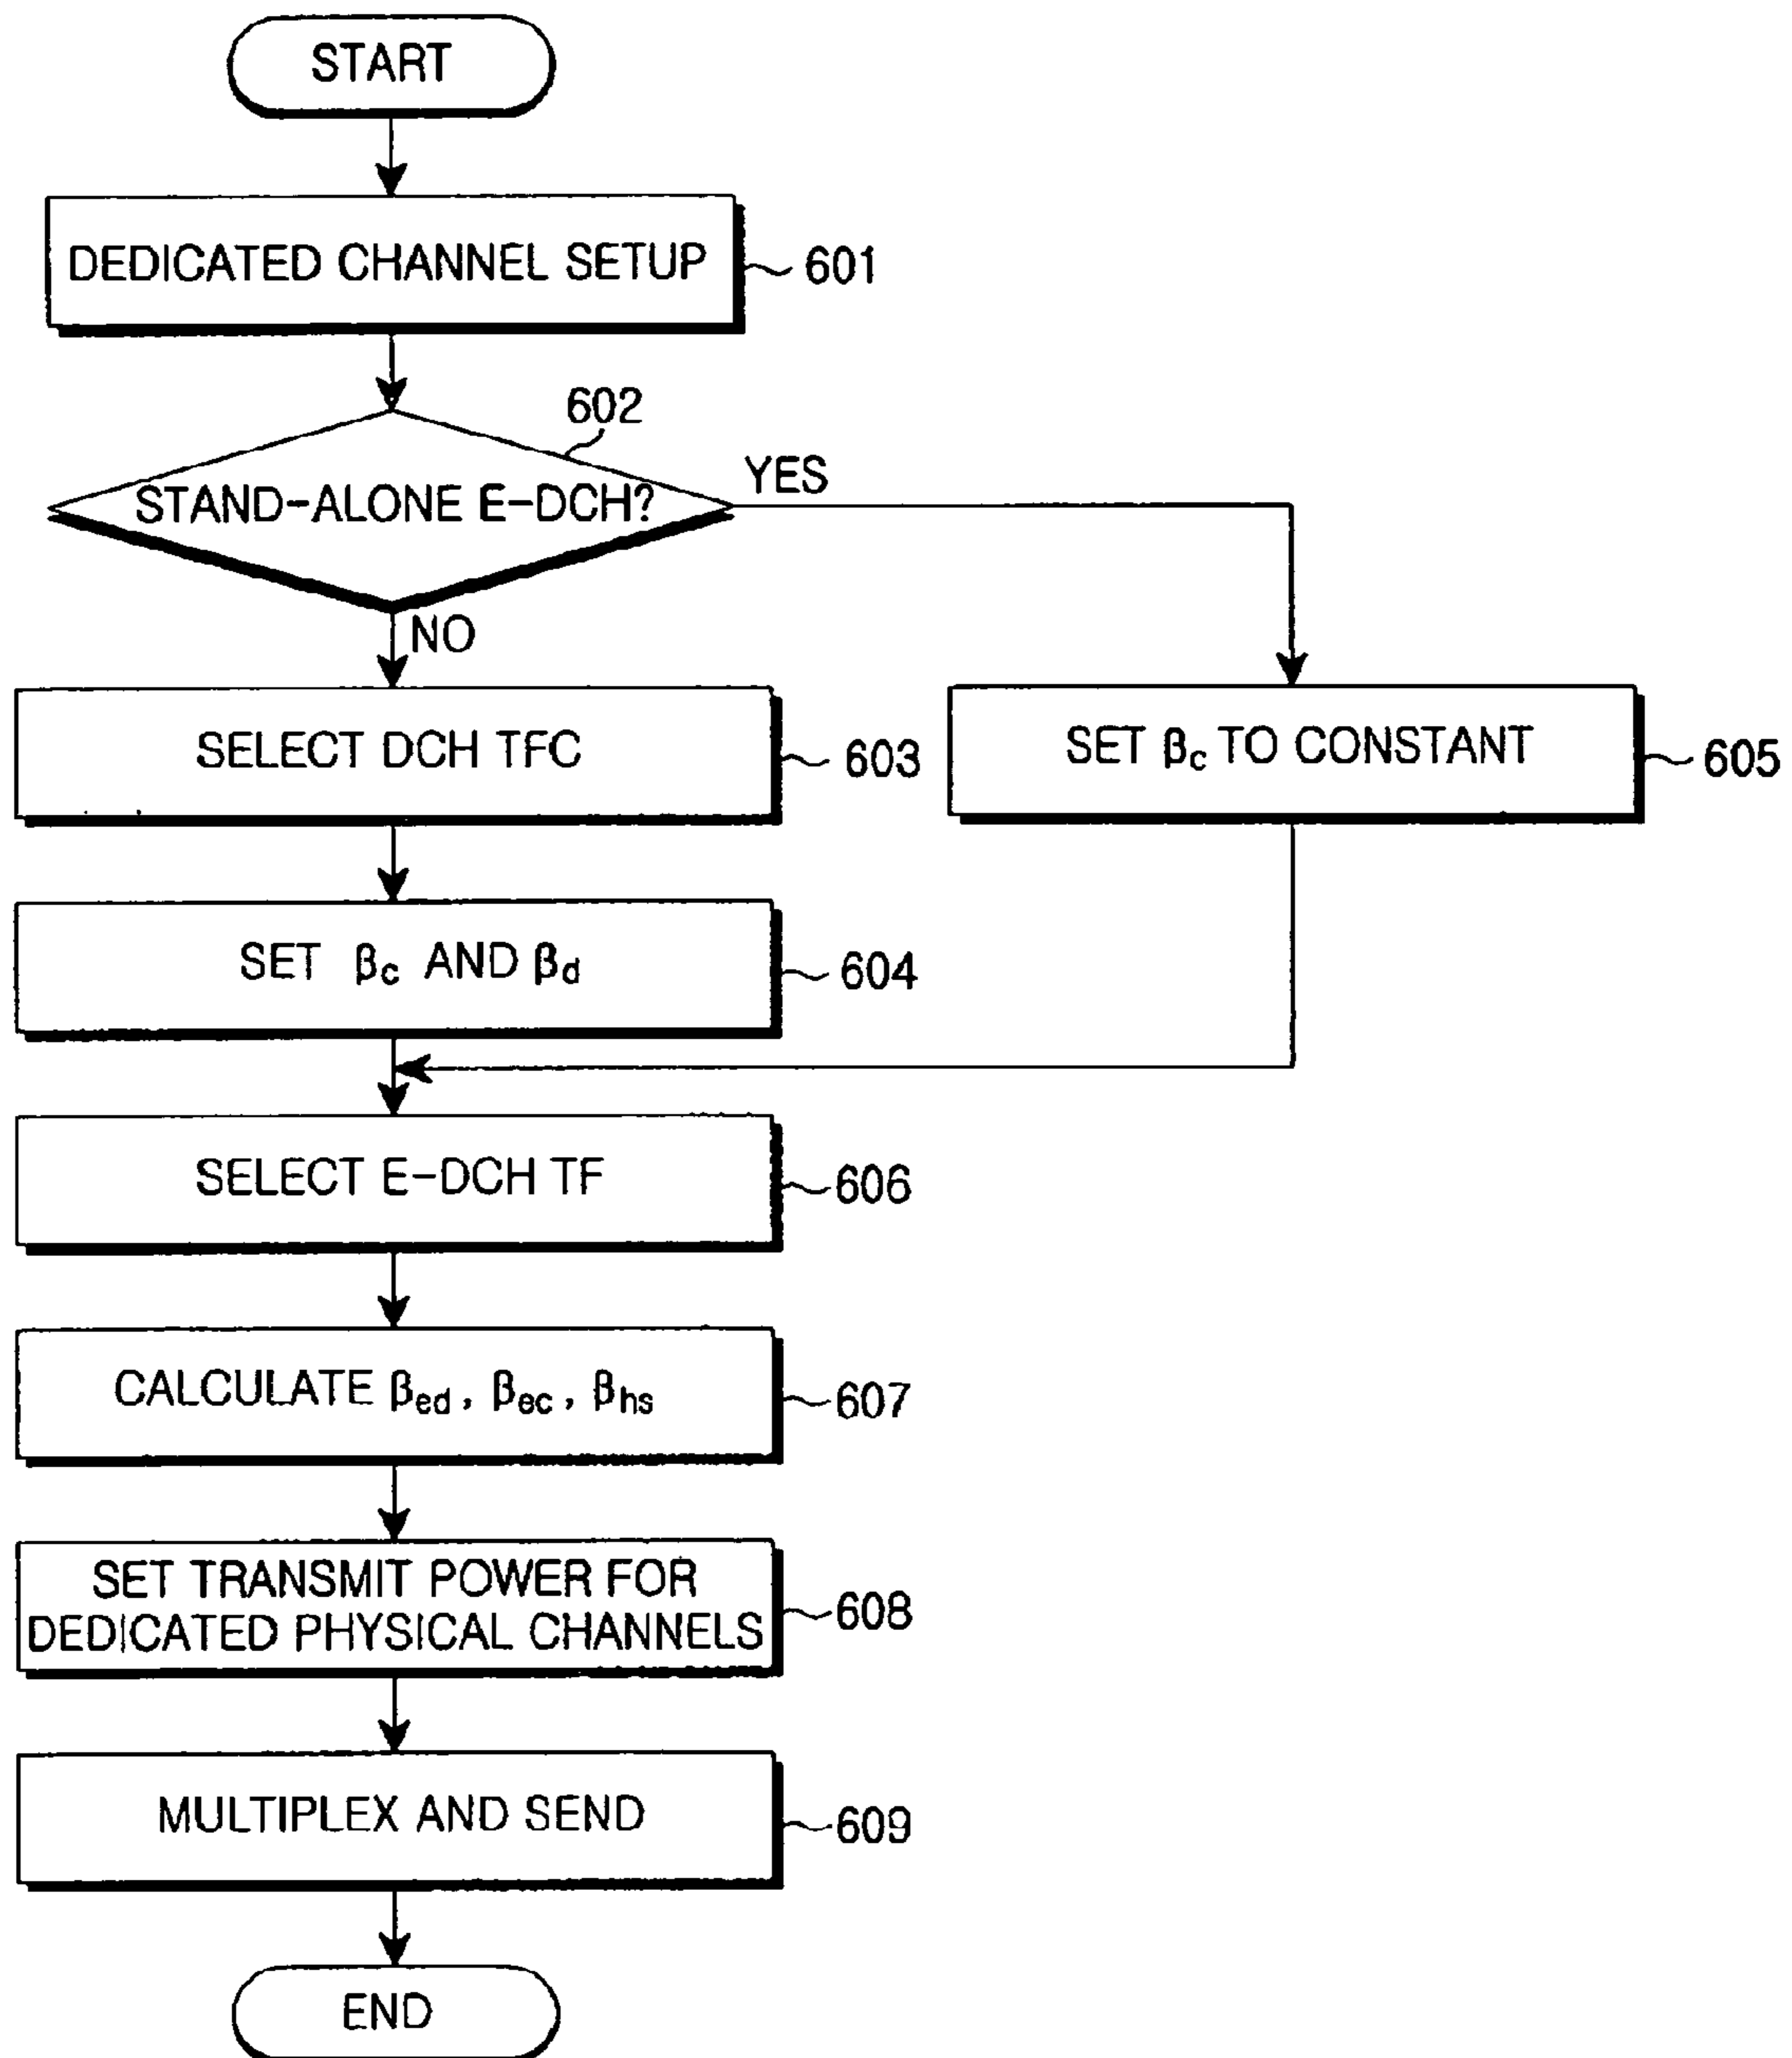 START
DEDICATED CHANNEL SETUP
601
602
STAND-ALONE E-DCH?
YES
NO
SELECT DCH TFC
603
SET βc TO CONSTANT
605
SET βc AND βd
604
SELECT E-DCH TF
606
CALCULATE βed, βec, βhs
607
SET TRANSMIT POWER FOR
DEDICATED PHYSICAL CHANNELS
608
MULTIPLEX AND SEND
609
END